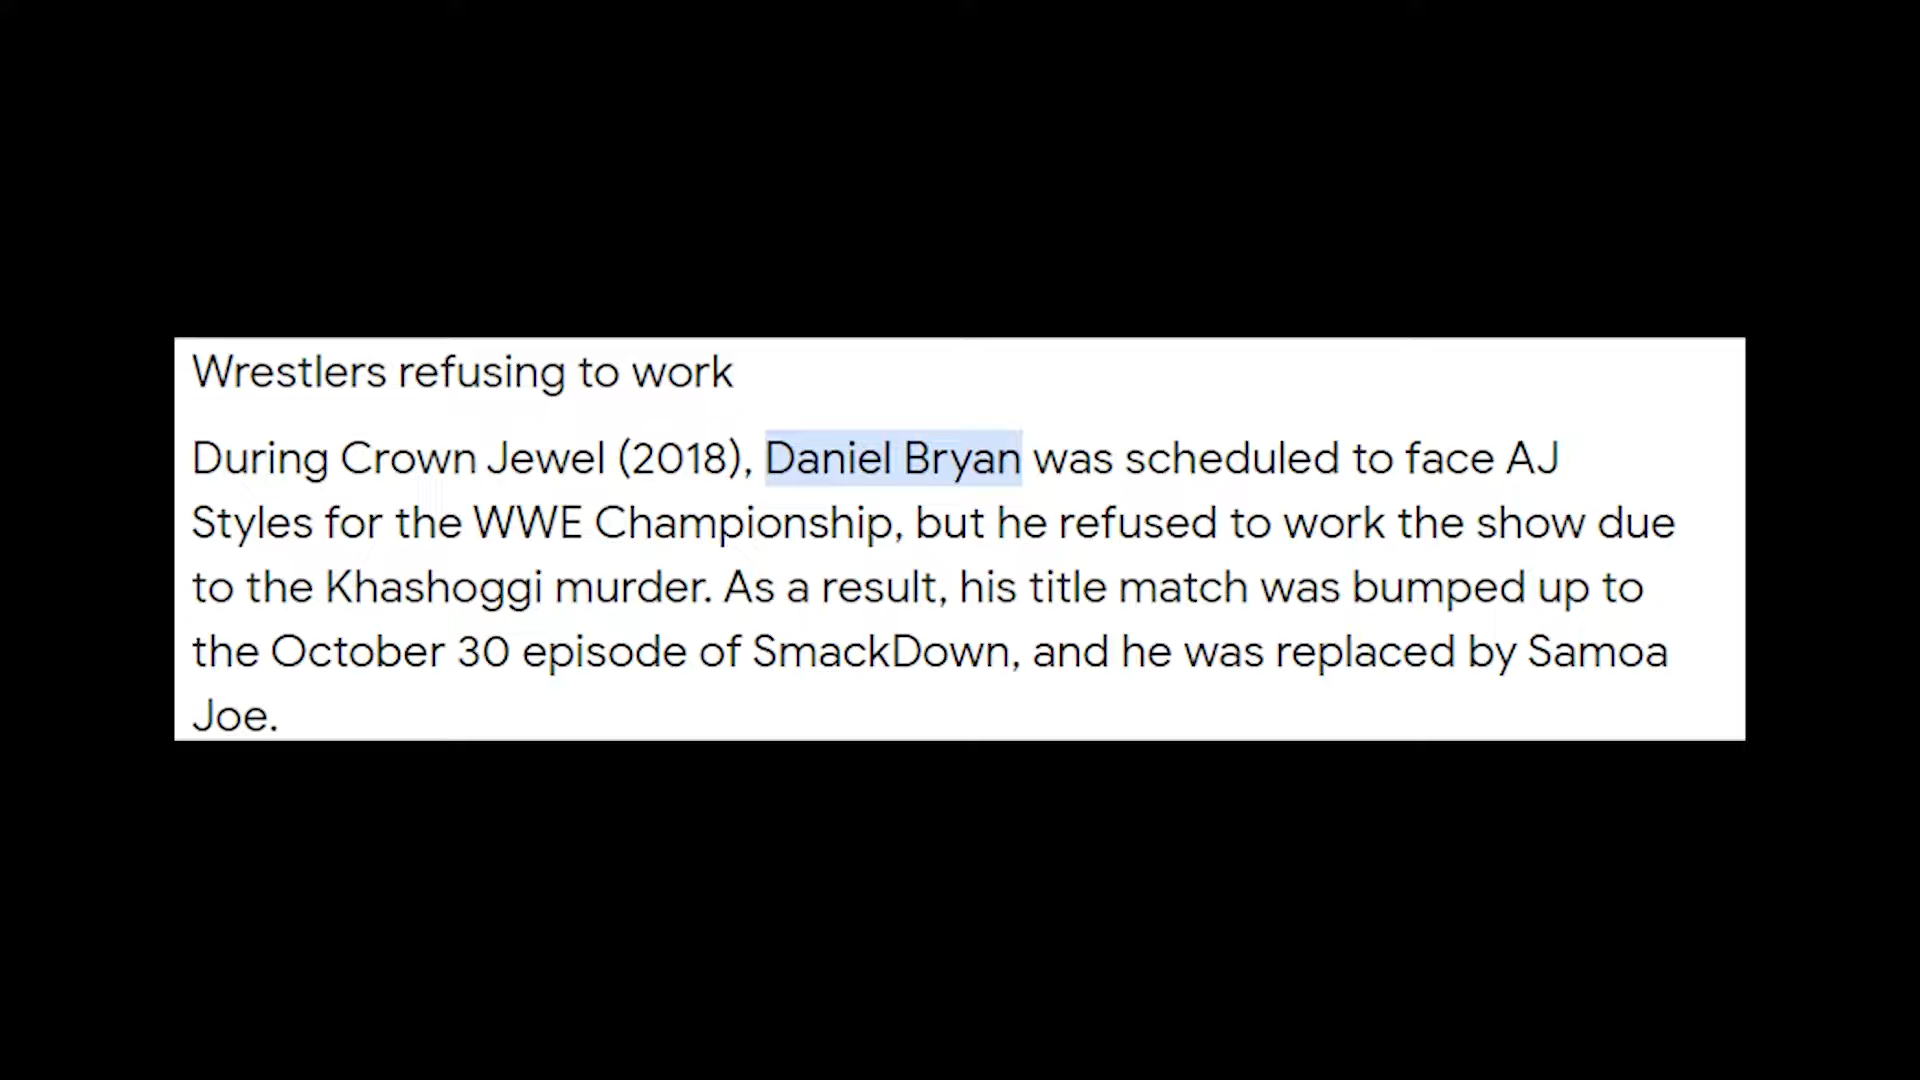 Wrestlers refusing to work
During Crown Jewel (2018), Daniel Bryan was scheduled to face AJ
Styles for the WWE Championship, but he refused to work the show due
to the Khashoggi murder. As a result, his title match was bumped up to
the October 30 episode of SmackDown, and he was replaced by Samoa
Joe.